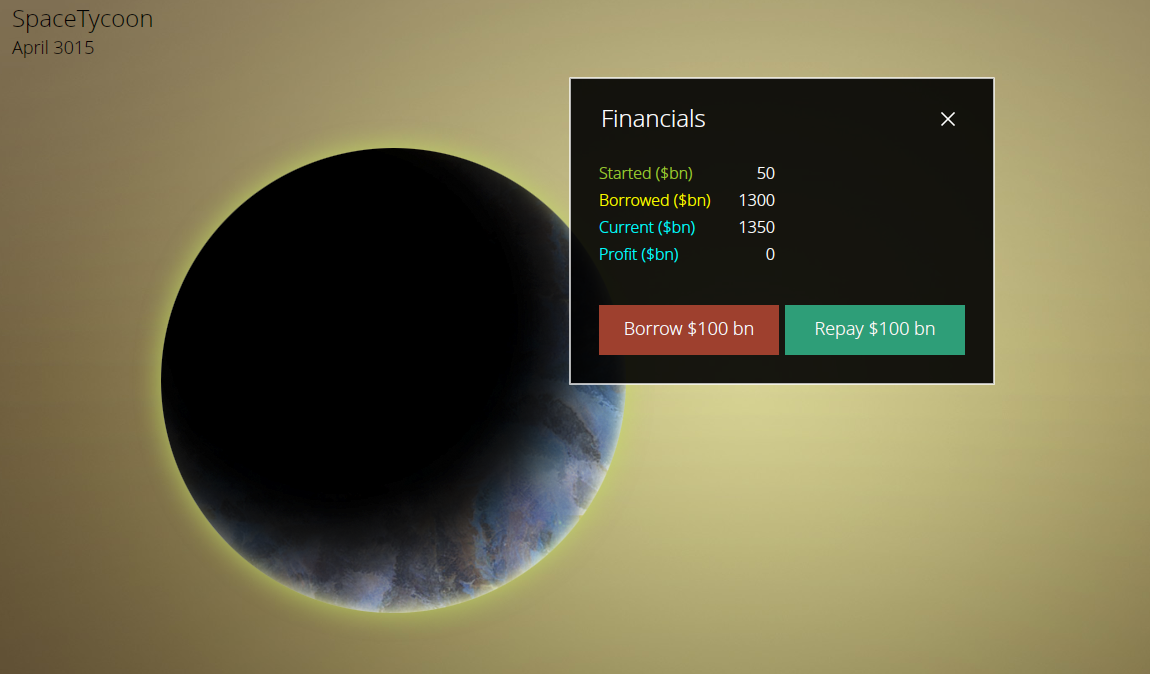 SpaceTycoon
April 3015
Financials
Started ($bn) 50
Borrowed ($bn) 1300
Current ($bn) 1350
Profit ($bn) 0
Borrow $100 bn Repay $100 bn